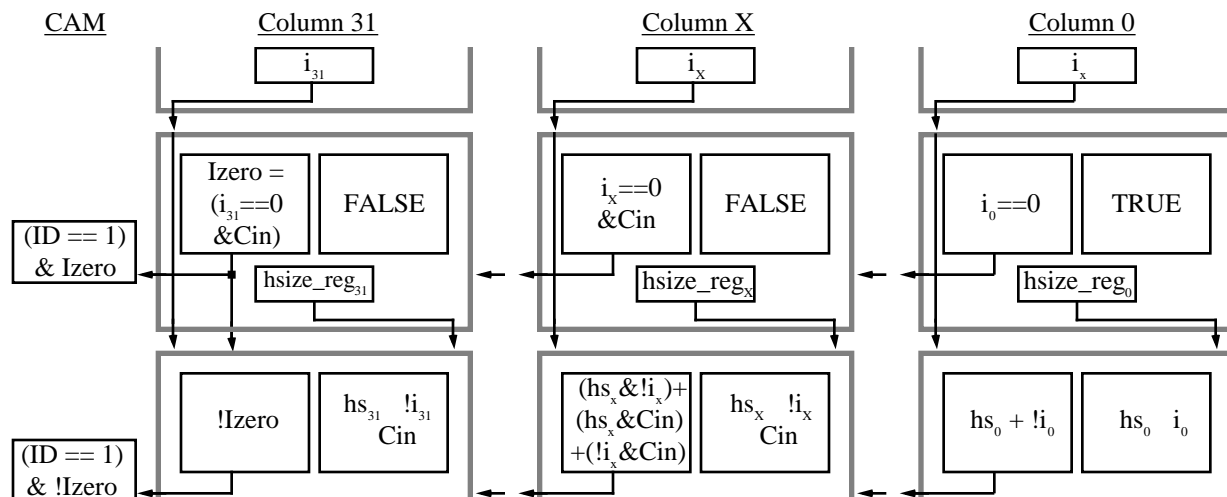 CAM Column 31 Column X Column 0
i31 iX ix
Izero =
(i31==0
&Cin)
FALSE
iX==0
&Cin
FALSE
i0==0
TRUE
(ID == 1)
& Izero
hsize_reg31 hsize_regX hsize_reg0
!Izero
hs31 !i31
Cin
(hsx&!ix)+
(hsx&Cin)
+(!ix&Cin)
hsX !iX
Cin
hs0 + !i0
hs0 i0
(ID == 1)
& !Izero